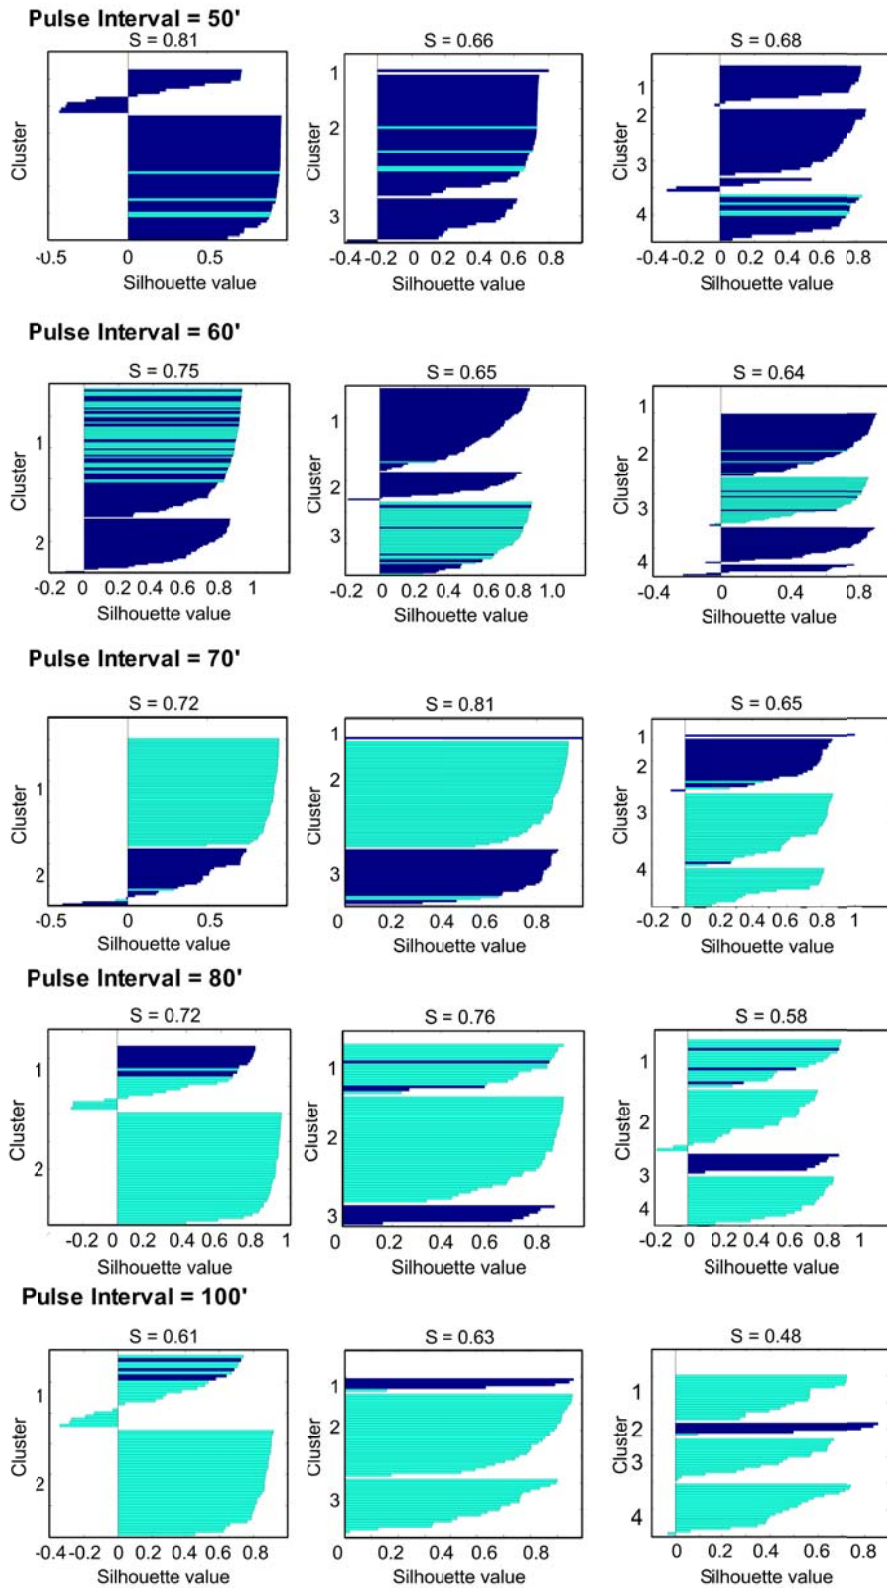 Pulse Interval = 50'
S = 0.81
S = 0.66
S = 0.68
Cluster
Cluster
1
2
3
Cluster
1
2
3
4
-0.5 0 0.5
-0.4 -0.2 0 0.2 0.4 0.6 0.8
-0.4 -0.2 0 0.2 0.4 0.6 0.8
Silhouette value
Silhouette value
Silhouette value
Pulse Interval = 60'
S = 0.75
S = 0.65
S = 0.64
Cluster
1
2
Cluster
1
2
3
Cluster
1
3
4
-0.2 0 0.2 0.4 0.6 0.8 1
-0.2 0 0.2 0.4 0.6 0.8 1.0
-0.4 -0.2 0 0.2 0.4 0.6 0.8
Silhouette value
Silhouette value
Silhouette value
Pulse Interval = 70'
S = 0.72
S = 0.81
S = 0.65
Cluster
1
2
Cluster
1
2
3
Cluster
1
2
3
4
0 0.5
0 0.2 0.4 0.6 0.8
-0.2 0 0.2 0.4 0.6 0.8 1
Silhouette value
Silhouette value
Silhouette value
Pulse Interval = 80'
S = 0.72
S = 0.76
S = 0.58
Cluster
1
2
Cluster
1
2
3
Cluster
1
2
3
4
-0.2 0 0.2 0.4 0.6 0.8 1
0 0.2 0.4 0.6 0.8
-0.2 0 0.2 0.4 0.6 0.8 1
Silhouette value
Silhouette value
Silhouette value
Pulse Interval = 100'
S = 0.61
S = 0.63
S = 0.48
Cluster
1
2
Cluster
1
2
3
Cluster
1
2
3
4
-0.4-0.2 0 0.2 0.4 0.6 0.8
0 0.2 0.4 0.6 0.8
0 0.2 0.4 0.6 0.8
Silhouette value
Silhouette value
Silhouette value